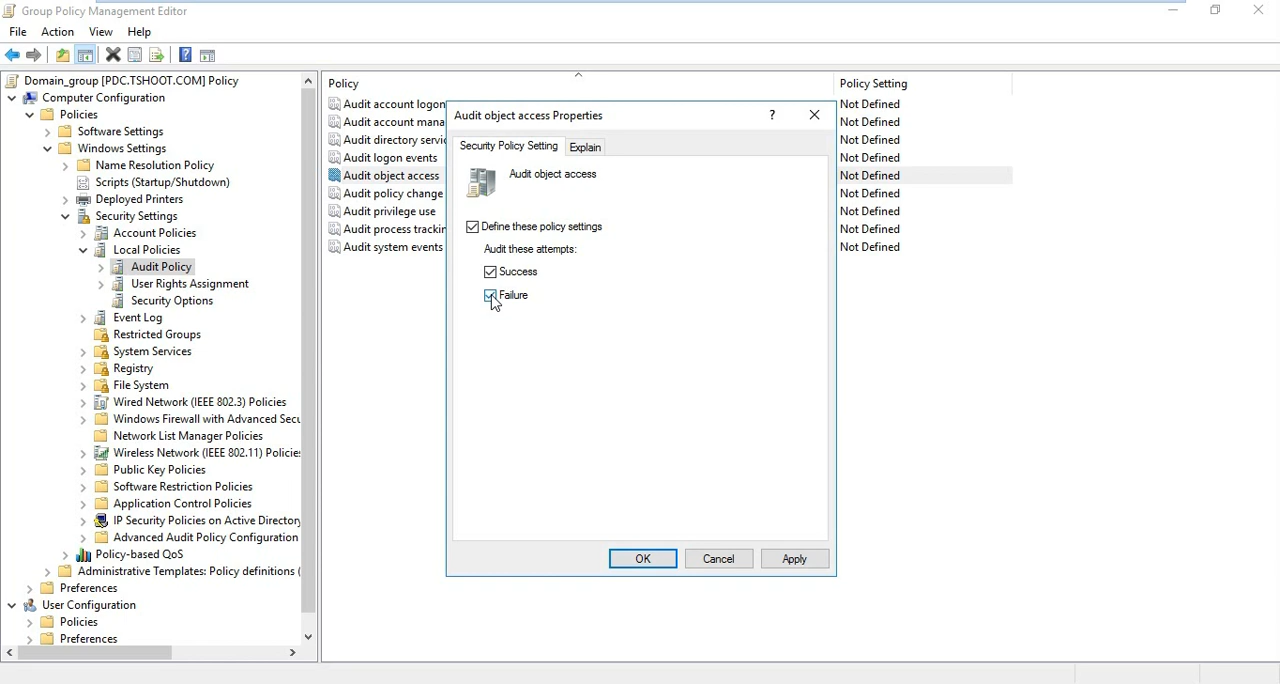 Group Policy Management Editor
File Action View Help
Domain_group [PDC.TSHOOT.COM] Policy
Computer Configuration
Policies
Software Settings
Windows Settings
Name Resolution Policy
Scripts (Startup/Shutdown)
Deployed Printers
Security Settings
Account Policies
Local Policies
Audit Policy
User Rights Assignment
Security Options
Event Log
Restricted Groups
System Services
Registry
File System
Wired Network (IEEE 802.3) Policies
Windows Firewall with Advanced Secu
Network List Manager Policies
Wireless Network (IEEE 802.11) Policies
Public Key Policies
Software Restriction Policies
Application Control Policies
IP Security Policies on Active Directory
Advanced Audit Policy Configuration
Policy-based QoS
Administrative Templates: Policy definitions (
Preferences
User Configuration
Policies
Preferences
Policy Policy Setting
Audit account logon Not Defined
Audit account mana Not Defined
Audit directory servic Not Defined
Audit logon events Not Defined
Audit object access Not Defined
Audit policy change Not Defined
Audit privilege use Not Defined
Audit process trackin Not Defined
Audit system events Not Defined
Audit object access Properties ?
Security Policy Setting Explain
Audit object access
Define these policy settings
Audit these attempts:
Success
Failure
OK Cancel Apply